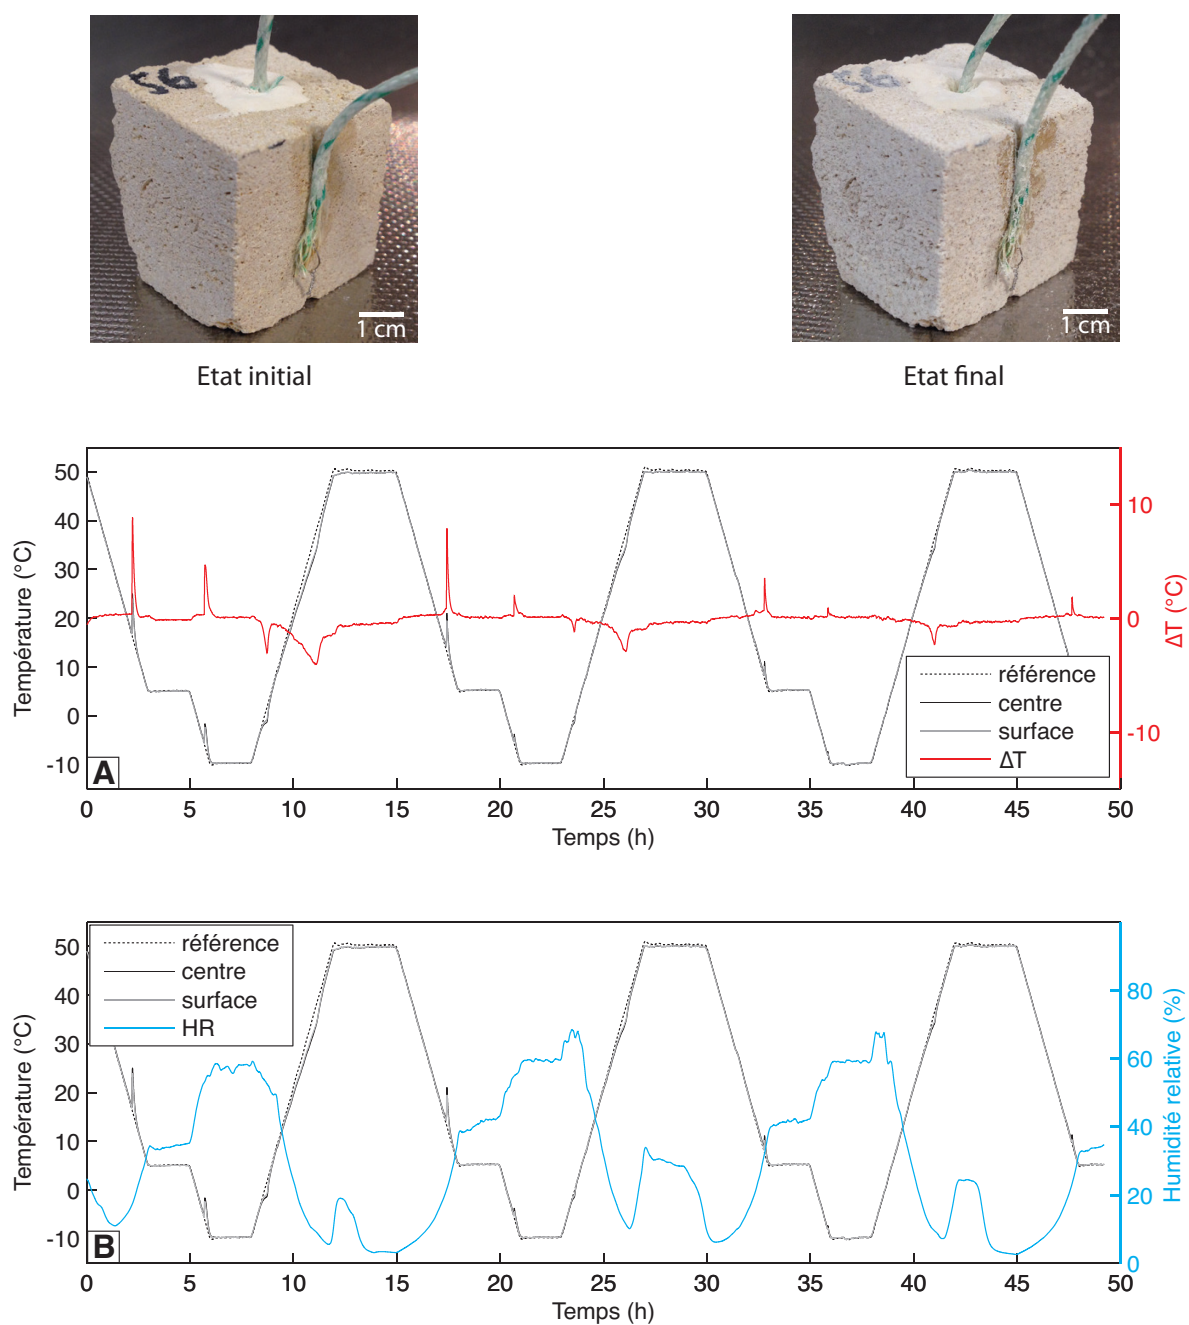 56
1 cm
56
1 cm
Etat initial
Etat final
50
40
30
20
10
0
-10
Température (°C)
10
0
-10
ΔT (°C)
référence
centre
surface
ΔT
A
0 5 10 15 20 25 30 35 40 45 50
Temps (h)
50
40
30
20
10
0
-10
Température (°C)
référence
centre
surface
HR
80
60
40
20
0
Humidité relative (%)
B
0 5 10 15 20 25 30 35 40 45 50
Temps (h)